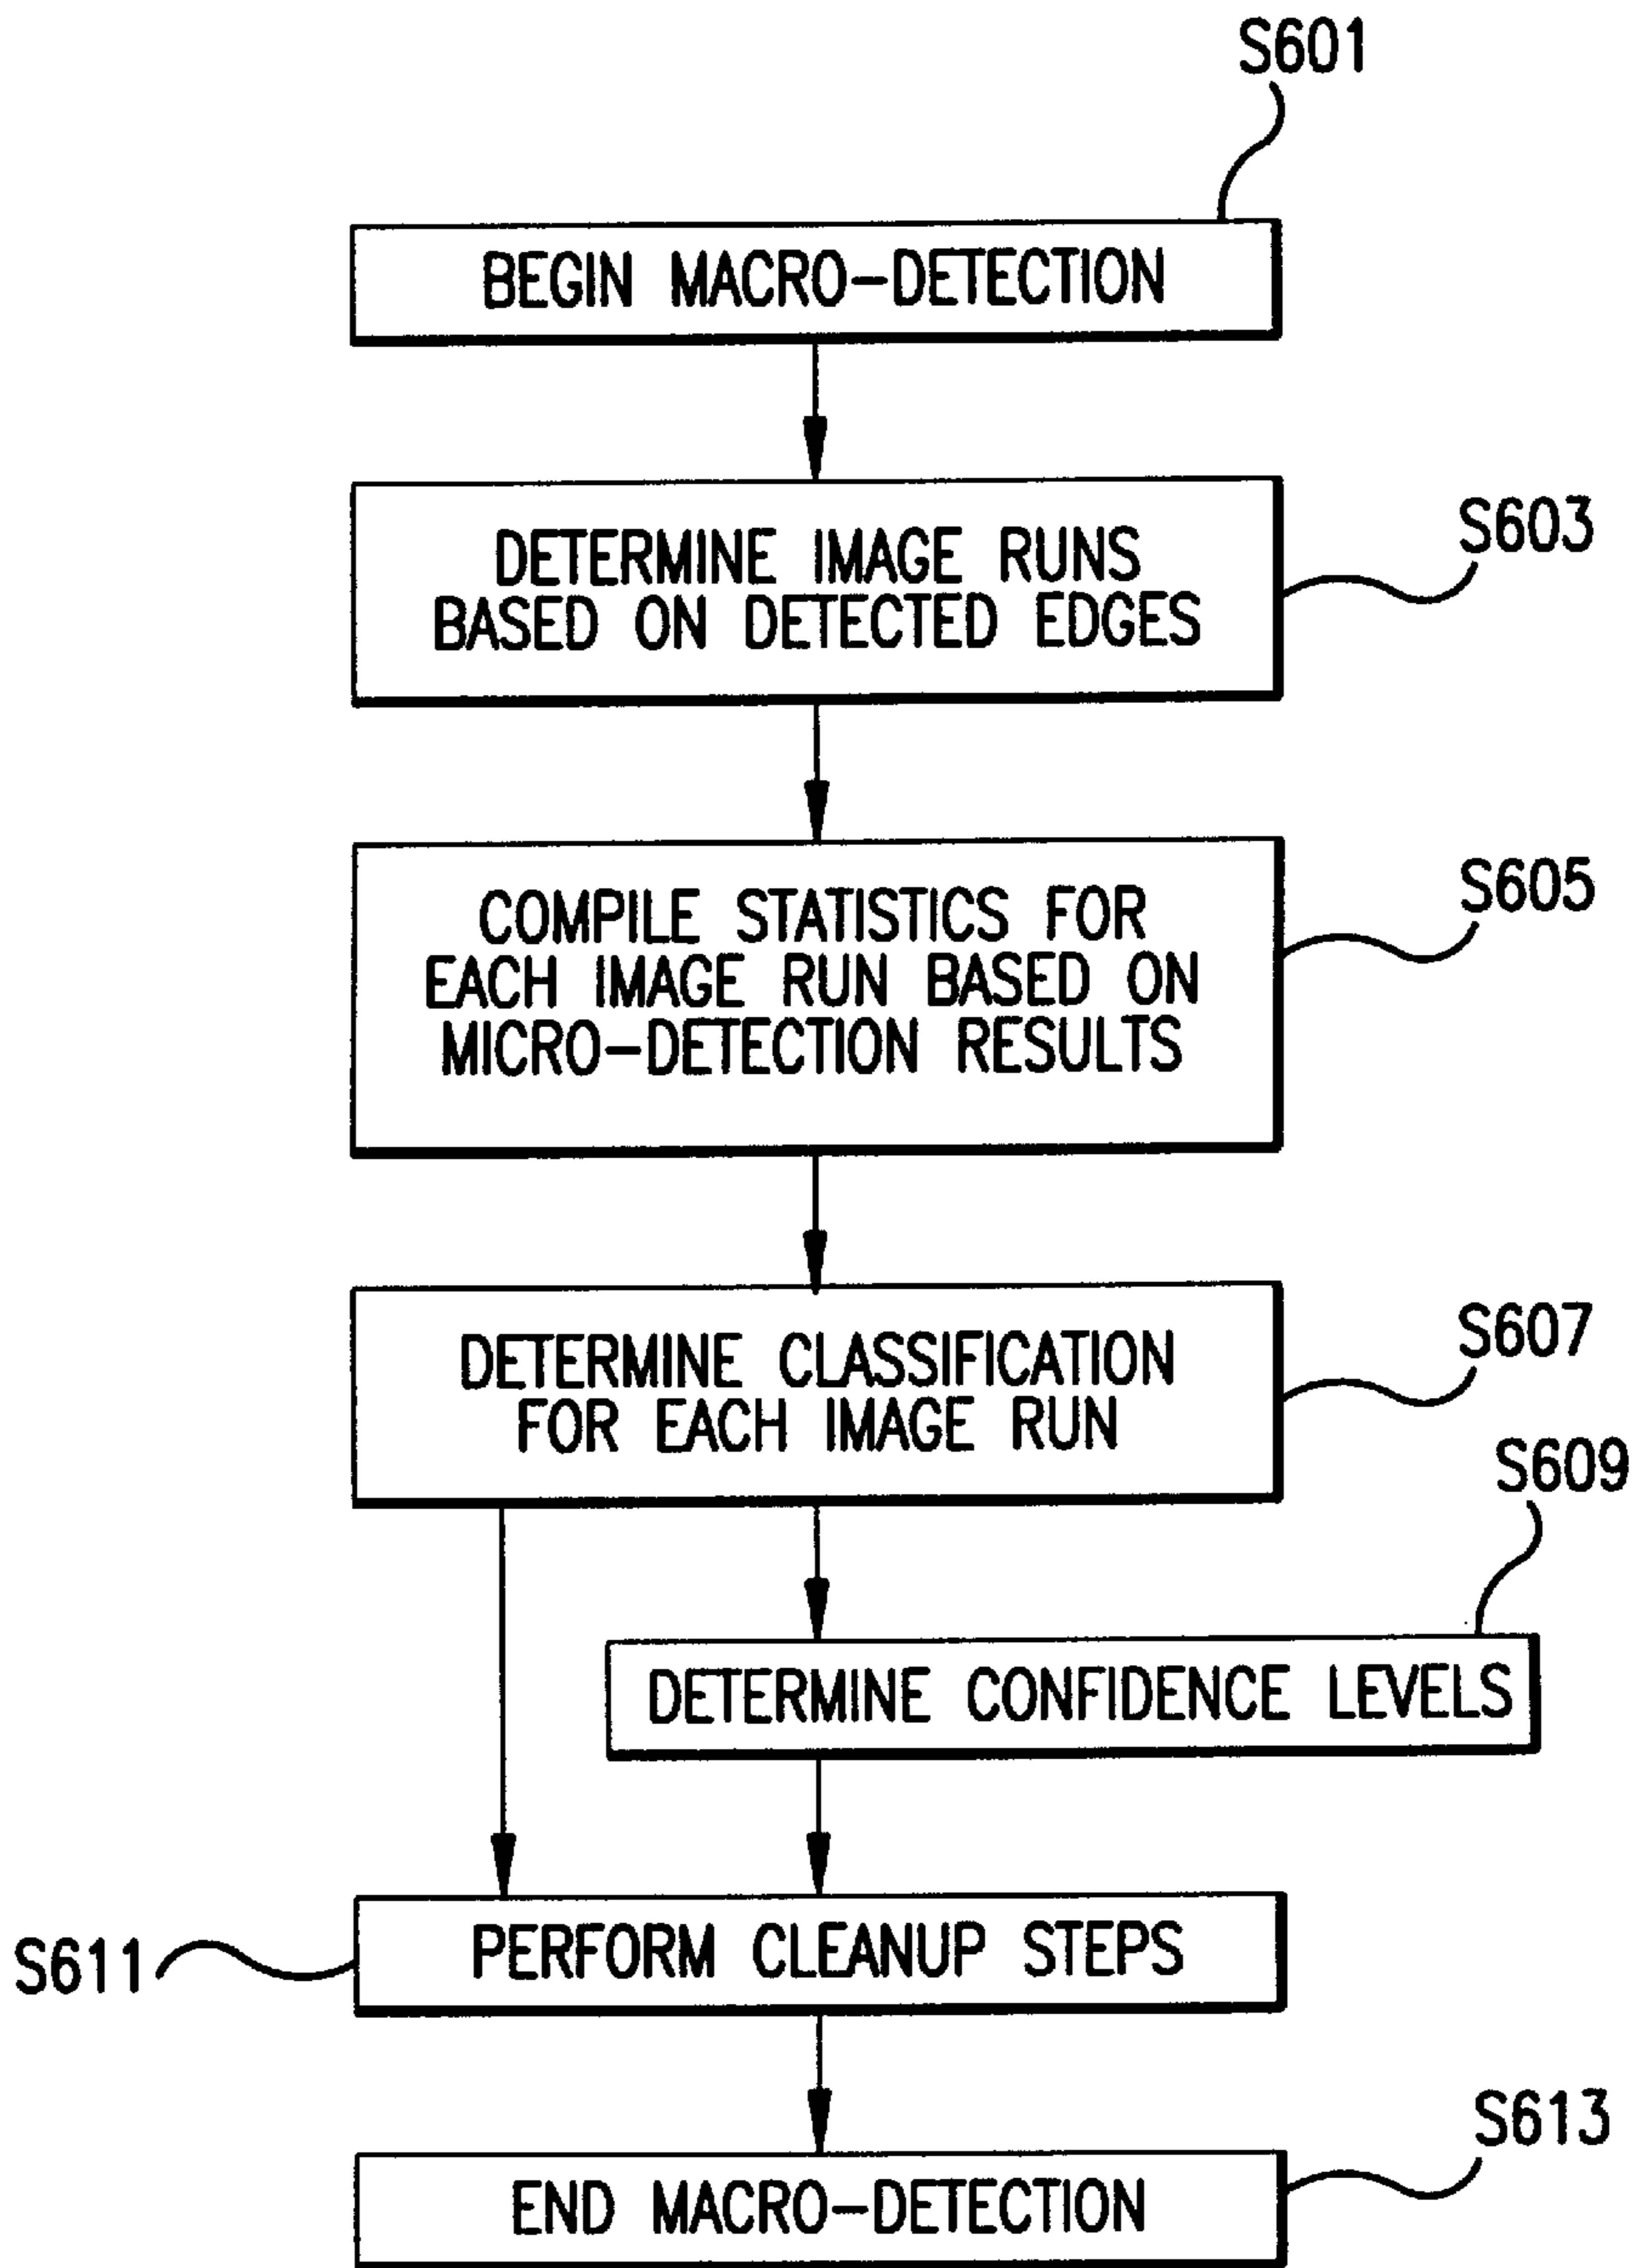 S601
BEGIN MACRO-DETECTION
DETERMINE IMAGE RUNS
BASED ON DETECTED EDGES
S603
COMPILE STATISTICS FOR
EACH IMAGE RUN BASED ON
MICRO-DETECTION RESULTS
S605
DETERMINE CLASSIFICATION
FOR EACH IMAGE RUN
S607
S609
DETERMINE CONFIDENCE LEVELS
S611
PERFORM CLEANUP STEPS
S613
END MACRO-DETECTION